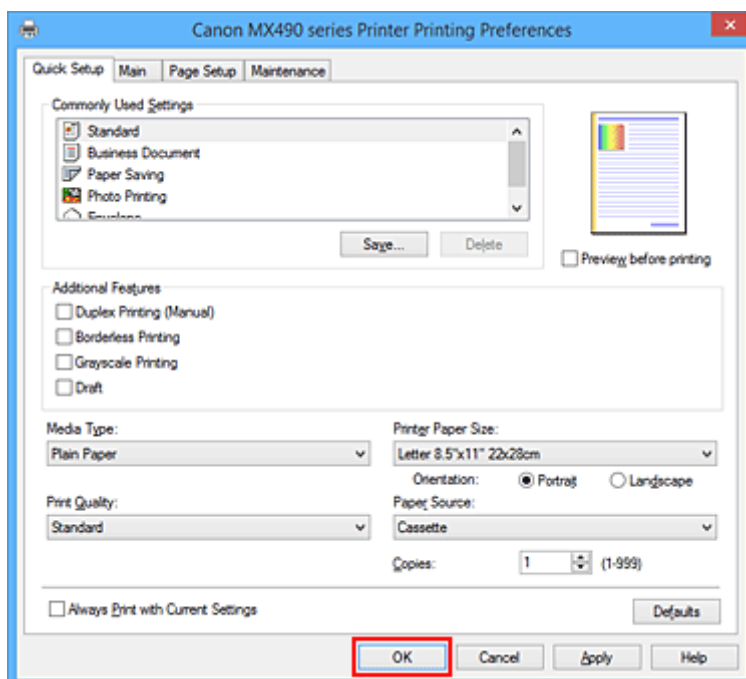 Canon MX490 series Printer Printing Preferences
Quick Setup Main Page Setup Maintenance
Commonly Used Settings
Standard
Business Document
Paper Saving
Photo Printing
Envelope
Save... Delete
Preview before printing
Additional Features
Duplex Printing (Manual)
Borderless Printing
Grayscale Printing
Draft
Media Type:
Plain Paper
Printer Paper Size:
Letter 8.5"x11" 22x28cm
Orientation: Portrait Landscape
Print Quality:
Standard
Paper Source:
Cassette
Copies: 1 (1-999)
Always Print with Current Settings
Defaults
OK Cancel Apply Help